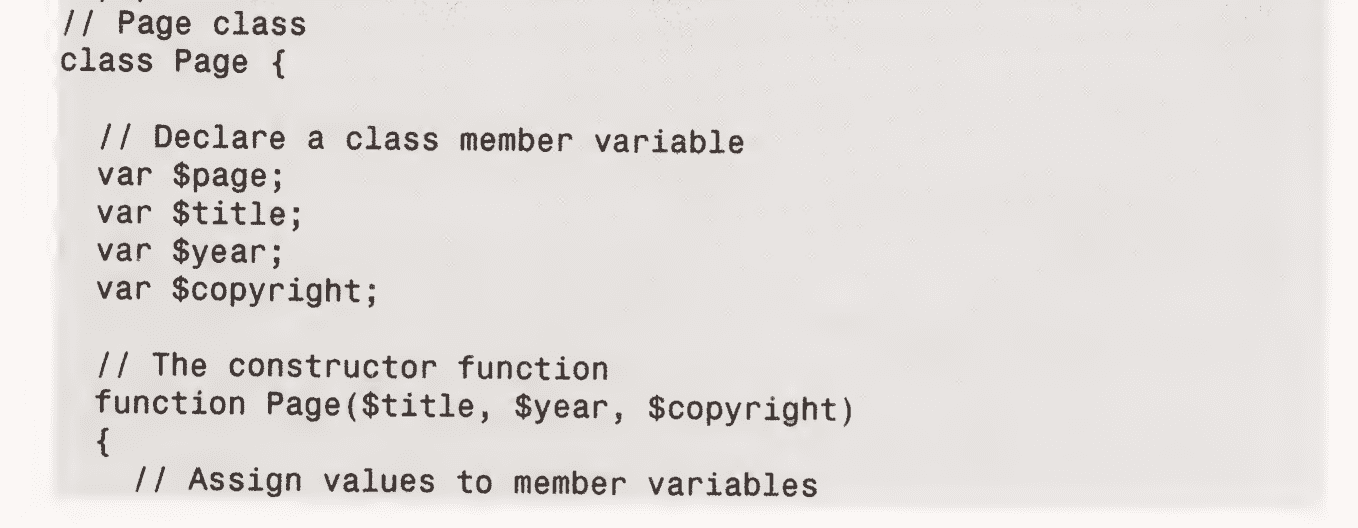 // Page class
class Page {
// Declare a class member variable
var $page;
var $title;
var $year;
var $copyright;
// The constructor function
function Page($title, $year, $copyright)
{
// Assign values to member variables